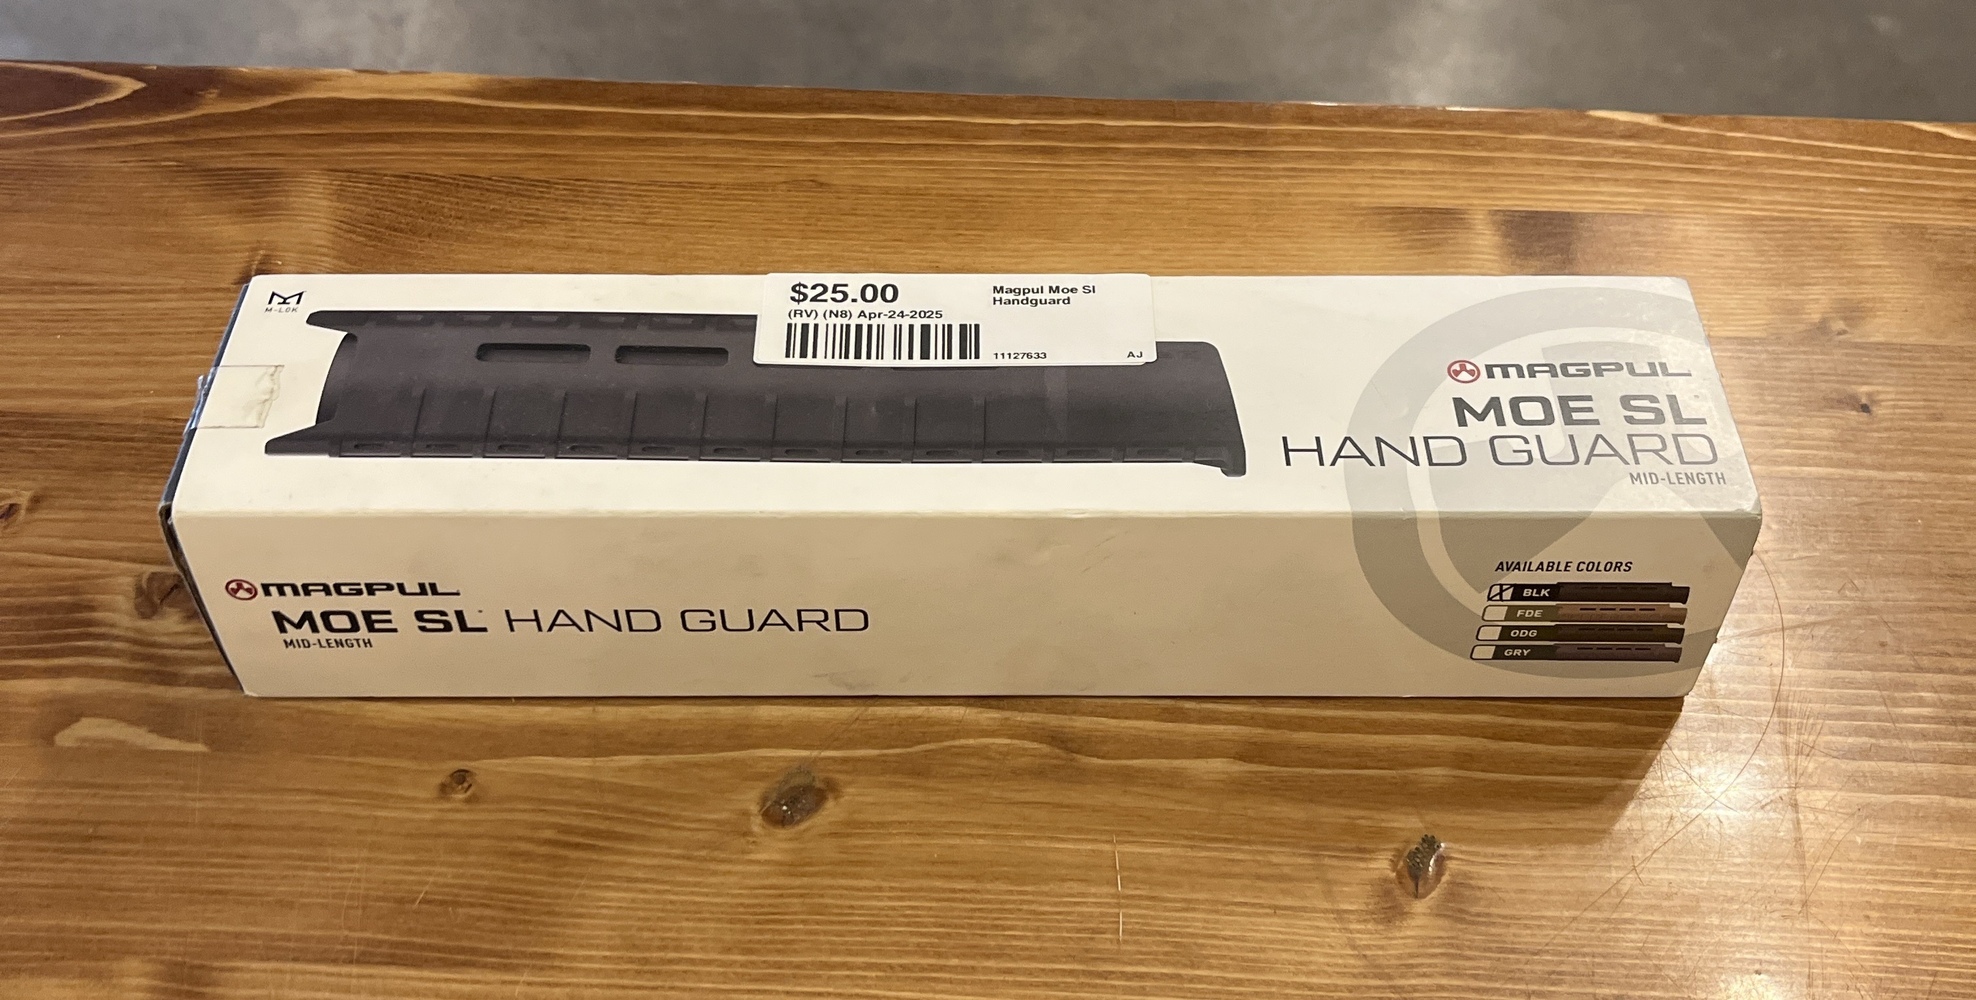 M-LOK
$25.00
(RV) (N8) Apr-24-2025
Magpul Moe Sl
Handguard
11127633
AJ
MAGPUL
MOE SL
HAND GUARD
MID-LENGTH
MAGPUL
MOE SL HAND GUARD
MID-LENGTH
AVAILABLE COLORS
X BLK
FDE
ODG
GRY